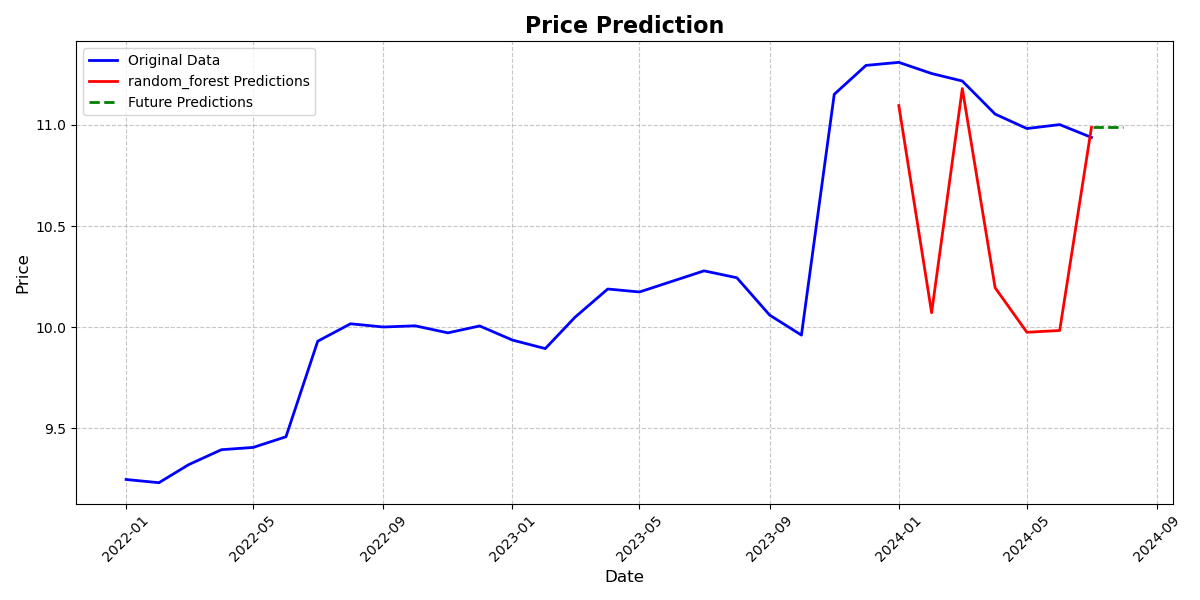 Price Prediction
Original Data
random_forest Predictions
Future Predictions
11.0
10.5
10.0
9.5
Price
2022-01
2022-05
2022-09
2023-01
2023-05
2023-09
2024-01
2024-05
2024-09
Date